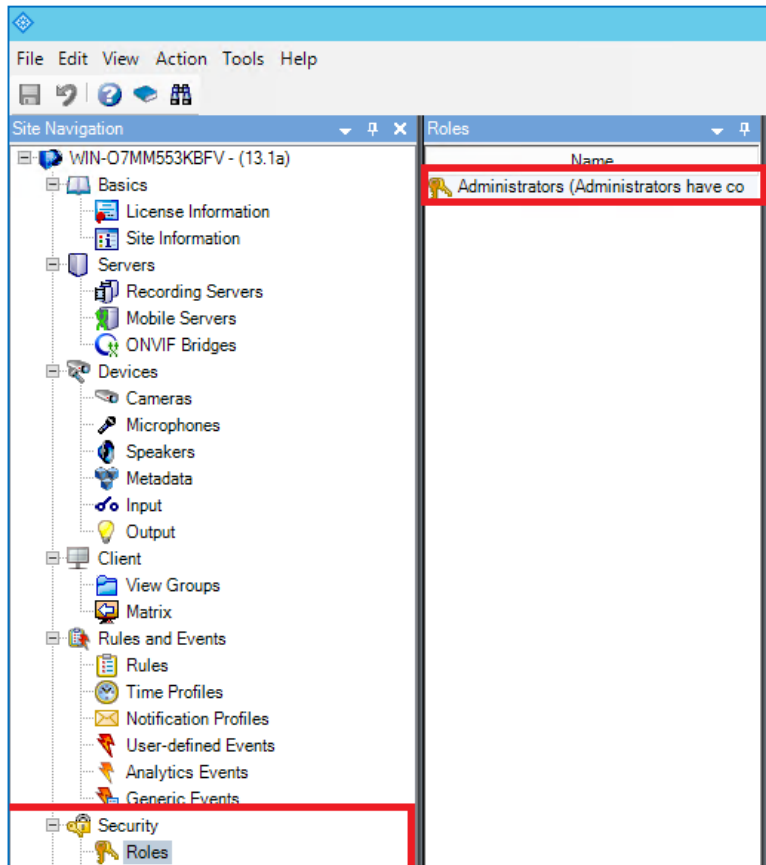 File Edit View Action Tools Help
Site Navigation
WIN-O7MM553KBFV - (13.1a)
Basics
License Information
Site Information
Servers
Recording Servers
Mobile Servers
ONVIF Bridges
Devices
Cameras
Microphones
Speakers
Metadata
Input
Output
Client
View Groups
Matrix
Rules and Events
Rules
Time Profiles
Notification Profiles
User-defined Events
Analytics Events
Generic Events
Security
Roles
Roles
Name
Administrators (Administrators have co